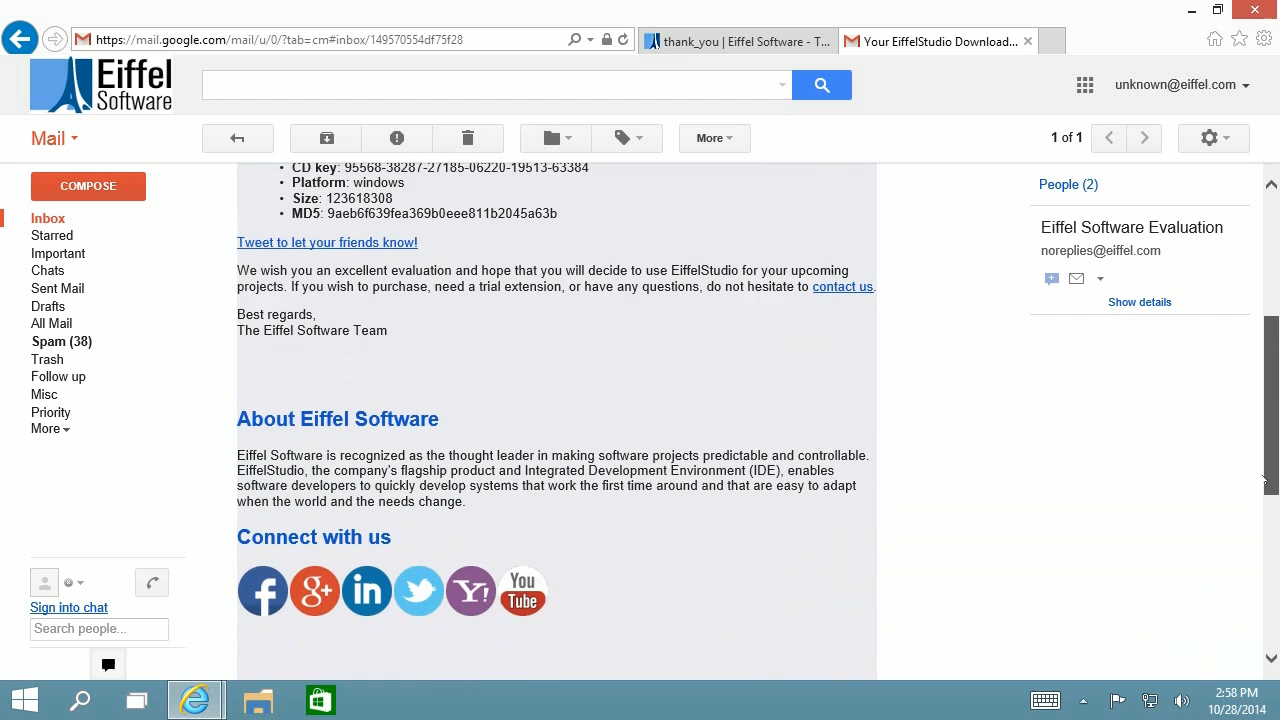 https://mail.google.com/mail/u/0/?tab=cm#inbox/149570554df75f28
thank_you | Eiffel Software - T...
Your EiffelStudio Download...
Eiffel
Software
unknown@eiffel.com
Mail
More
1 of 1
COMPOSE
Inbox
Starred
Important
Chats
Sent Mail
Drafts
All Mail
Spam (38)
Trash
Follow up
Misc
Priority
More
Sign into chat
Search people...
• CD key: 95568-38287-27185-06220-19513-63384
• Platform: windows
• Size: 123618308
• MD5: 9aeb6f639fea369b0eee811b2045a63b
Tweet to let your friends know!
We wish you an excellent evaluation and hope that you will decide to use EiffelStudio for your upcoming
projects. If you wish to purchase, need a trial extension, or have any questions, do not hesitate to contact us.
Best regards,
The Eiffel Software Team
About Eiffel Software
Eiffel Software is recognized as the thought leader in making software projects predictable and controllable.
EiffelStudio, the company's flagship product and Integrated Development Environment (IDE), enables
software developers to quickly develop systems that work the first time around and that are easy to adapt
when the world and the needs change.
Connect with us
f
g+
in
Y!
You
Tube
People (2)
Eiffel Software Evaluation
noreplies@eiffel.com
Show details
2:58 PM
10/28/2014